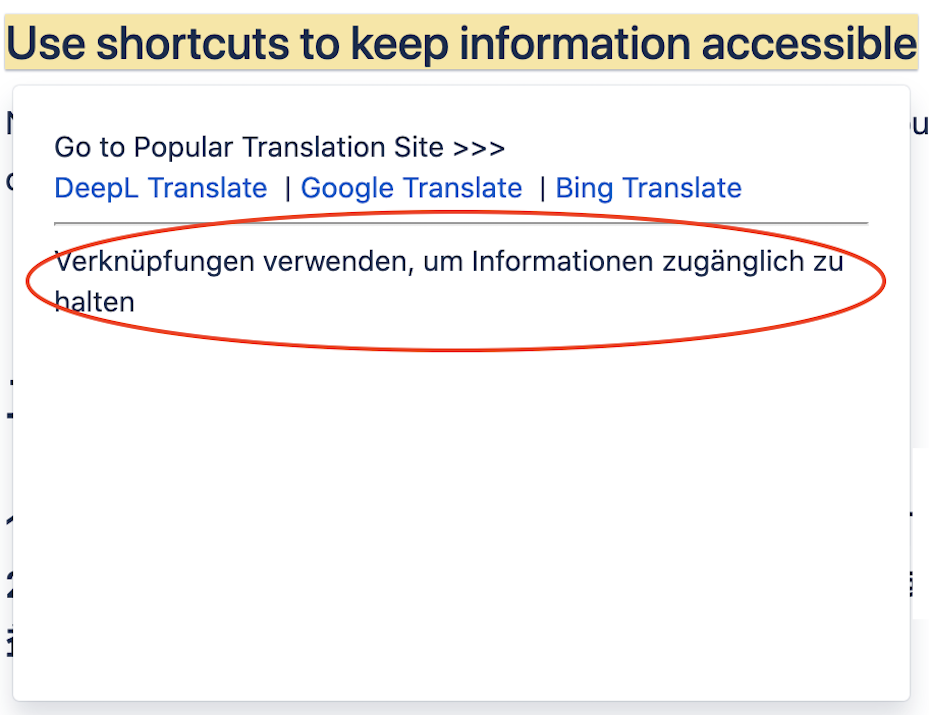 Use shortcuts to keep information accessible
Go to Popular Translation Site >>>
DeepL Translate | Google Translate | Bing Translate
Verknüpfungen verwenden, um Informationen zugänglich zu
halten